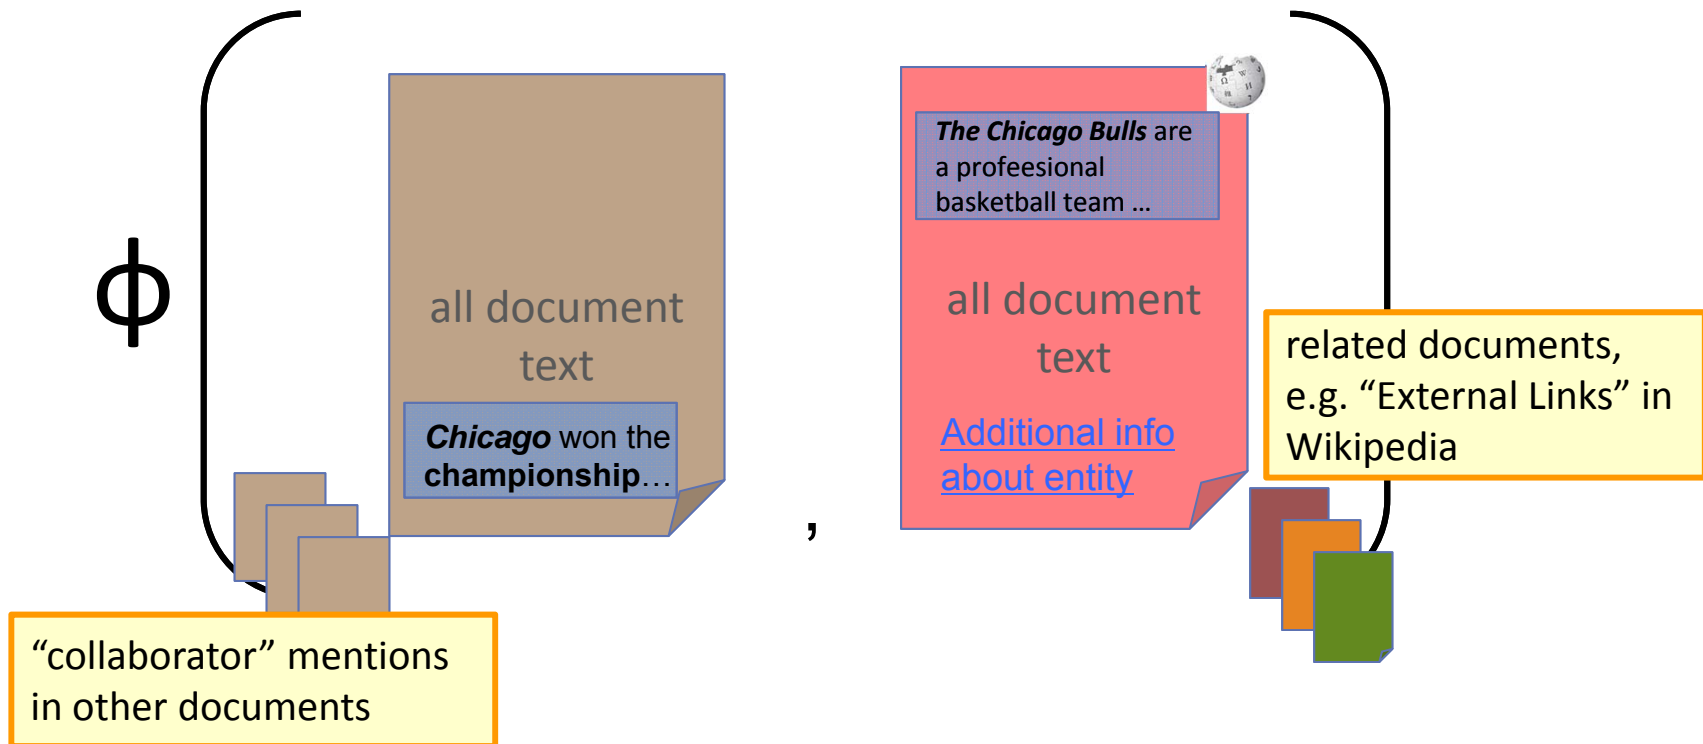 ϕ
all document
text
Chicago won the
championship…
“collaborator” mentions
in other documents
,
The Chicago Bulls are
a profeesional
basketball team ...
all document
text
Additional info
about entity
related documents,
e.g. “External Links” in
Wikipedia